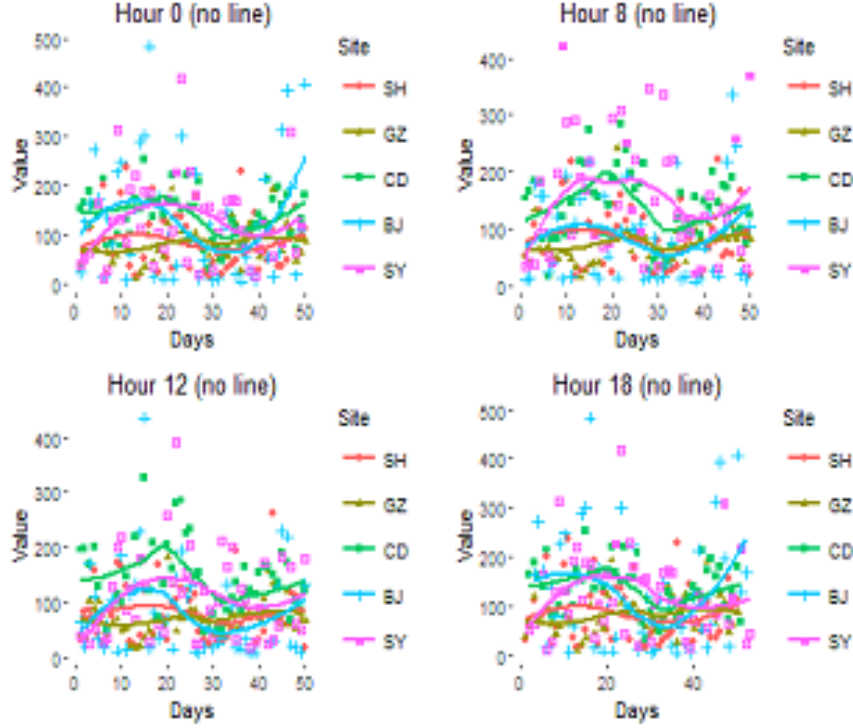 Hour 0 (no line)
500
400
300
200
100
0
Value
0 10 20 30 40 50
Days
Site
SH
GZ
CD
BJ
SY
Hour 8 (no line)
400
300
200
100
0
Value
0 10 20 30 40 50
Days
Site
SH
GZ
CD
BJ
SY
Hour 12 (no line)
400
300
200
100
0
Value
0 10 20 30 40 50
Days
Site
SH
GZ
CD
BJ
SY
Hour 18 (no line)
500
400
300
200
100
0
Value
0 20 40
Days
Site
SH
GZ
CD
BJ
SY